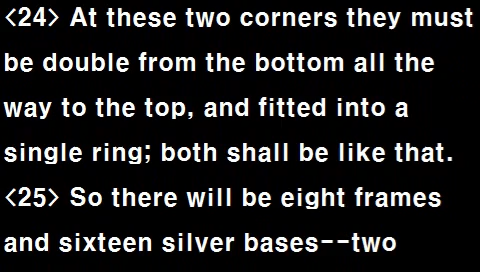 <24> At these two corners they must
be double from the bottom all the
way to the top, and fitted into a
single ring; both shall be like that.
<25> So there will be eight frames
and sixteen silver bases--two